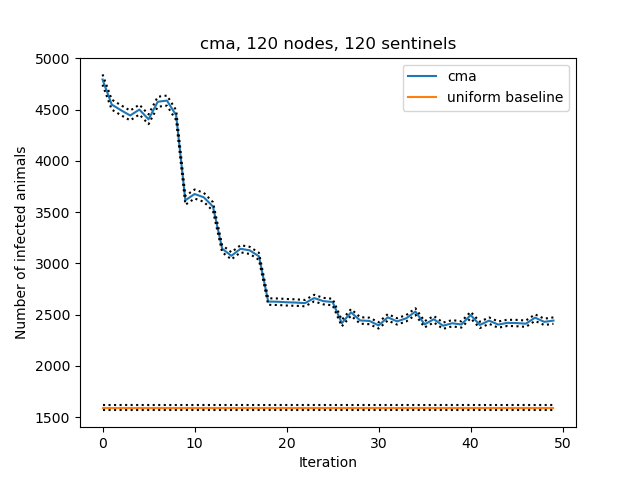 cma, 120 nodes, 120 sentinels
cma
uniform baseline
Number of infected animals
5000
4500
4000
3500
3000
2500
2000
1500
0 10 20 30 40 50
Iteration